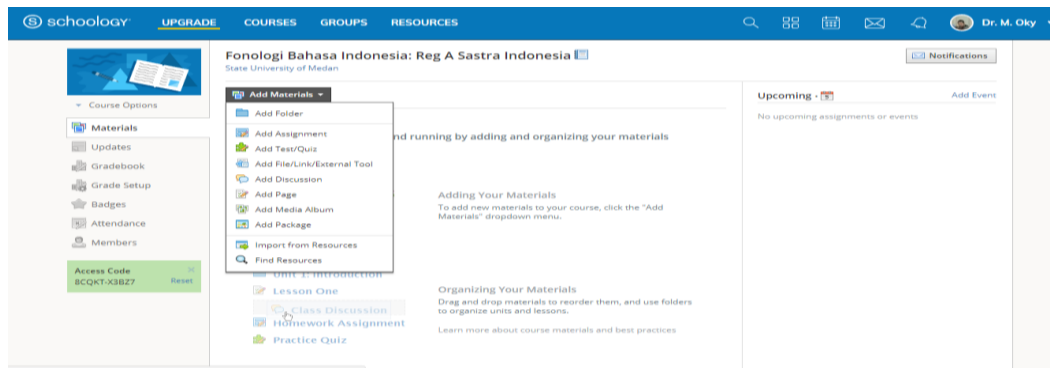 S schoology UPGRADE COURSES GROUPS RESOURCES Dr. M. Oky
Fonologi Bahasa Indonesia: Reg A Sastra Indonesia
State University of Medan
Notifications
Course Options
Materials
Updates
Gradebook
Grade Setup
Badges
Attendance
Members
Access Code
8CQKT-X3BZ7 Reset
Add Materials
Add Folder
Add Assignment
Add Test/Quiz
Add File/Link/External Tool
Add Discussion
Add Page
Add Media Album
Add Package
Import from Resources
Find Resources
nd running by adding and organizing your materials
Adding Your Materials
To add new materials to your course, click the "Add
Materials" dropdown menu.
Unit 1: Introduction
Lesson One
Class Discussion
Homework Assignment
Practice Quiz
Organizing Your Materials
Drag and drop materials to reorder them, and use folders
to organize units and lessons.
Learn more about course materials and best practices
Upcoming · Add Event
No upcoming assignments or events